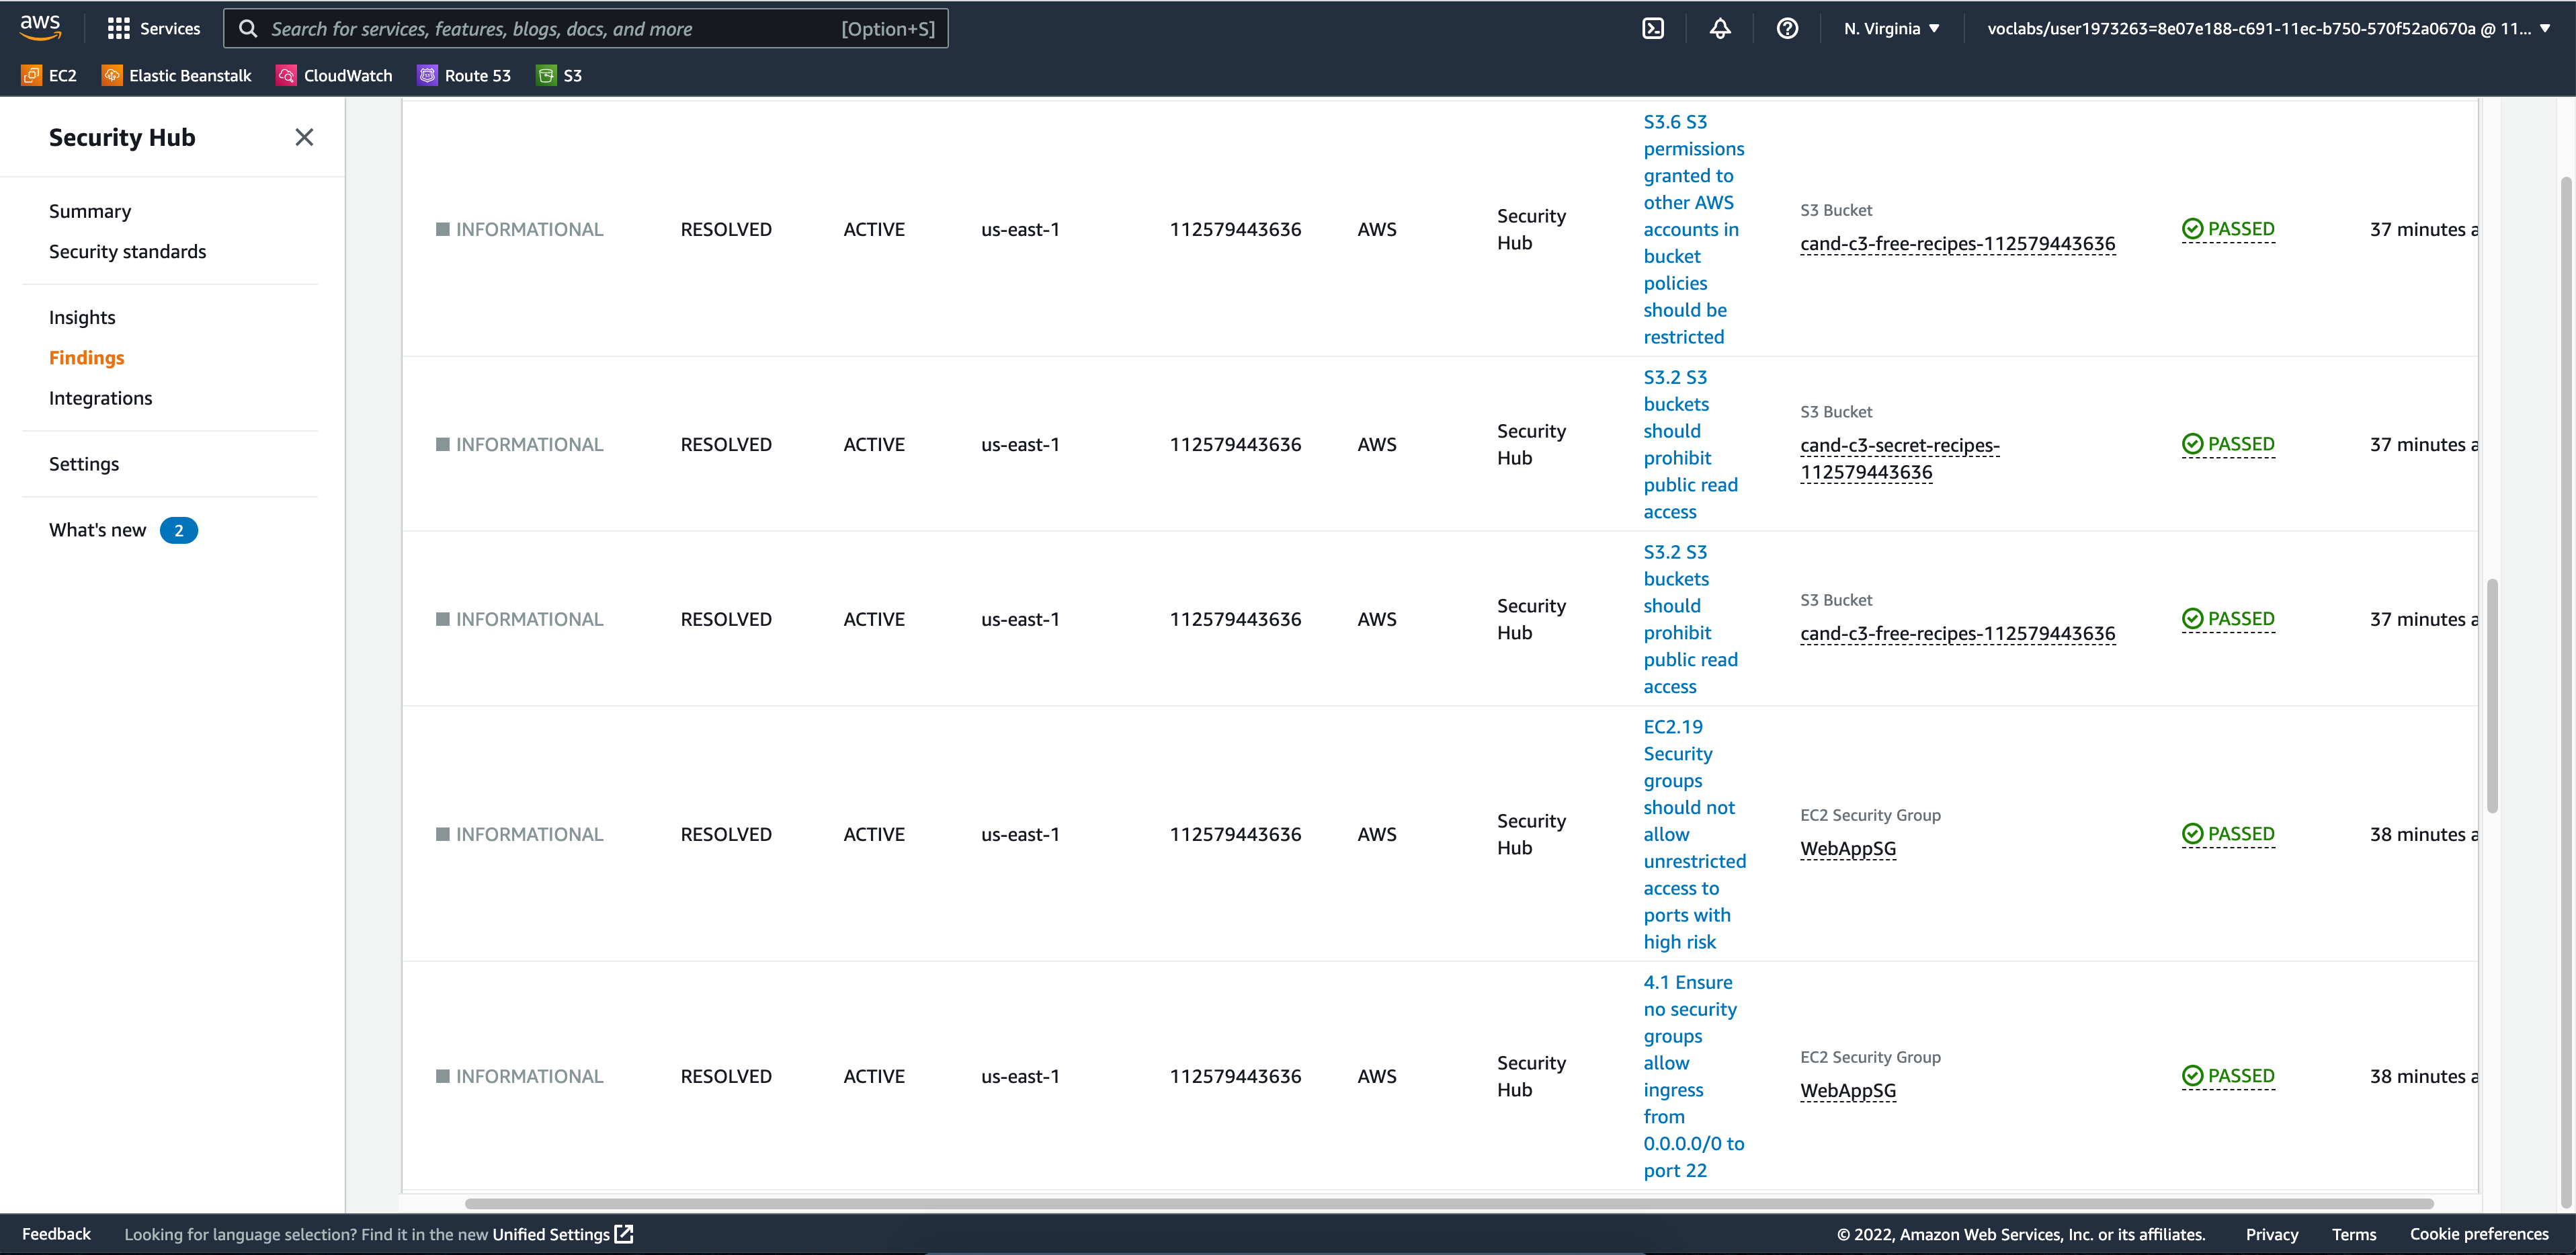 aws
Services
Search for services, features, blogs, docs, and more
[Option+S]
N. Virginia
voclabs/user1973263=8e07e188-c691-11ec-b750-570f52a0670a @ 11...
EC2
Elastic Beanstalk
CloudWatch
Route 53
S3
Security Hub
Summary
Security standards
Insights
Findings
Integrations
Settings
What's new 2
INFORMATIONAL
RESOLVED
ACTIVE
us-east-1
112579443636
AWS
Security
Hub
S3.6 S3
permissions
granted to
other AWS
accounts in
bucket
policies
should be
restricted
S3 Bucket
cand-c3-free-recipes-112579443636
PASSED
37 minutes a
INFORMATIONAL
RESOLVED
ACTIVE
us-east-1
112579443636
AWS
Security
Hub
S3.2 S3
buckets
should
prohibit
public read
access
S3 Bucket
cand-c3-secret-recipes-
112579443636
PASSED
37 minutes a
INFORMATIONAL
RESOLVED
ACTIVE
us-east-1
112579443636
AWS
Security
Hub
S3.2 S3
buckets
should
prohibit
public read
access
S3 Bucket
cand-c3-free-recipes-112579443636
PASSED
37 minutes a
INFORMATIONAL
RESOLVED
ACTIVE
us-east-1
112579443636
AWS
Security
Hub
EC2.19
Security
groups
should not
allow
unrestricted
access to
ports with
high risk
EC2 Security Group
WebAppSG
PASSED
38 minutes a
INFORMATIONAL
RESOLVED
ACTIVE
us-east-1
112579443636
AWS
Security
Hub
4.1 Ensure
no security
groups
allow
ingress
from
0.0.0.0/0 to
port 22
EC2 Security Group
WebAppSG
PASSED
38 minutes a
Feedback
Looking for language selection? Find it in the new Unified Settings
© 2022, Amazon Web Services, Inc. or its affiliates.
Privacy
Terms
Cookie preferences